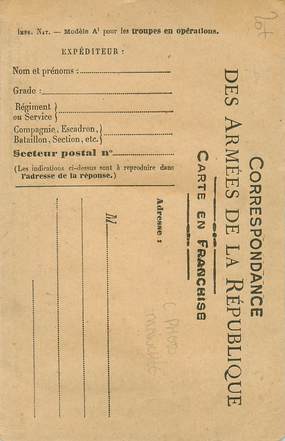 Imp. Nat. — Modèle A¹ pour les troupes en opérations.
EXPÉDITEUR :
Nom et prénoms :
Grade :
Régiment
ou Service
Compagnie, Escadron,
Bataillon, Section, etc.
Secteur postal n°
(Les indications ci-dessus sont à reproduire dans
l'adresse de la réponse.)
CORRESPONDANCE
DES ARMÉES DE LA RÉPUBLIQUE
CARTE EN FRANCHISE
M
Adresse :